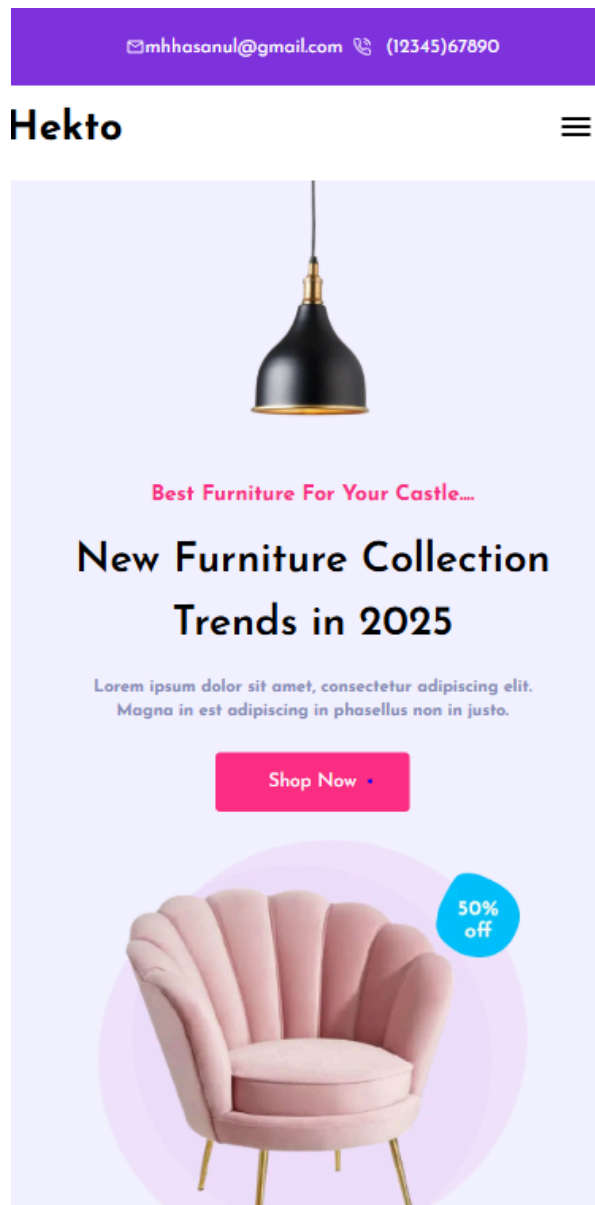 mhhasanul@gmail.com (12345)67890
Hekto
Best Furniture For Your Castle....
New Furniture Collection
Trends in 2025
Lorem ipsum dolor sit amet, consectetur adipiscing elit.
Magna in est adipiscing in phasellus non in justo.
Shop Now
50%
off